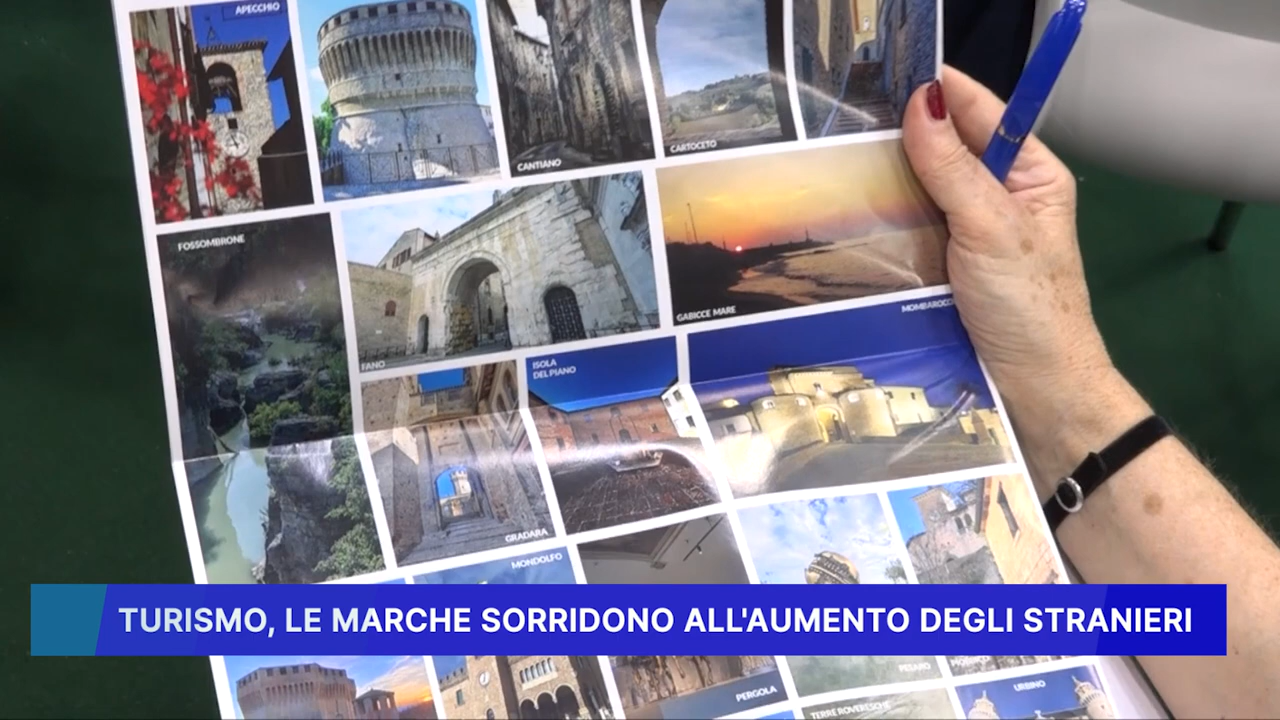 APECCHIO
CANTIANO
CARTOCETO
FOSSOMBRONE
FANO
GABICCE MARE
MOMBAROCCIO
ISOLA
DEL PIANO
GRADARA
MONDOLFO
TURISMO, LE MARCHE SORRIDONO ALL'AUMENTO DEGLI STRANIERI
PESARO
PERGOLA
TERRE ROVERESCHE
URBINO